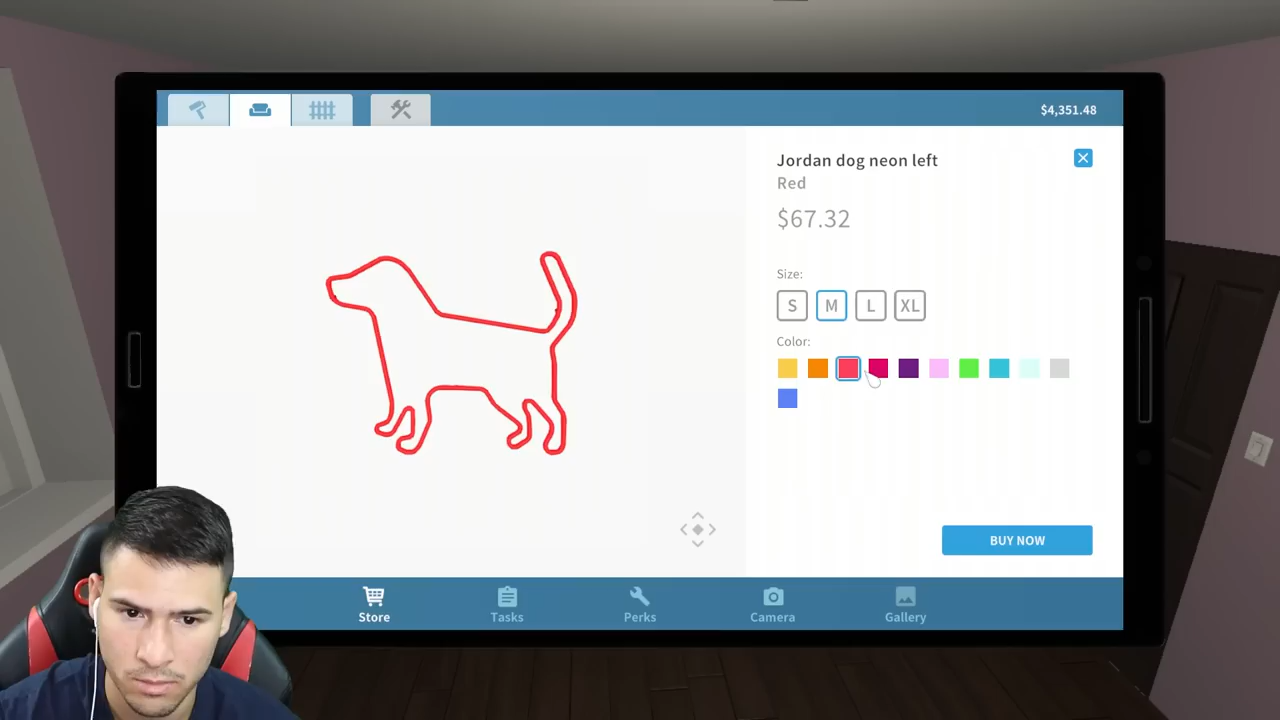 $4,351.48
Jordan dog neon left
Red
$67.32
Size:
S M L XL
Color:
BUY NOW
Store Tasks Perks Camera Gallery